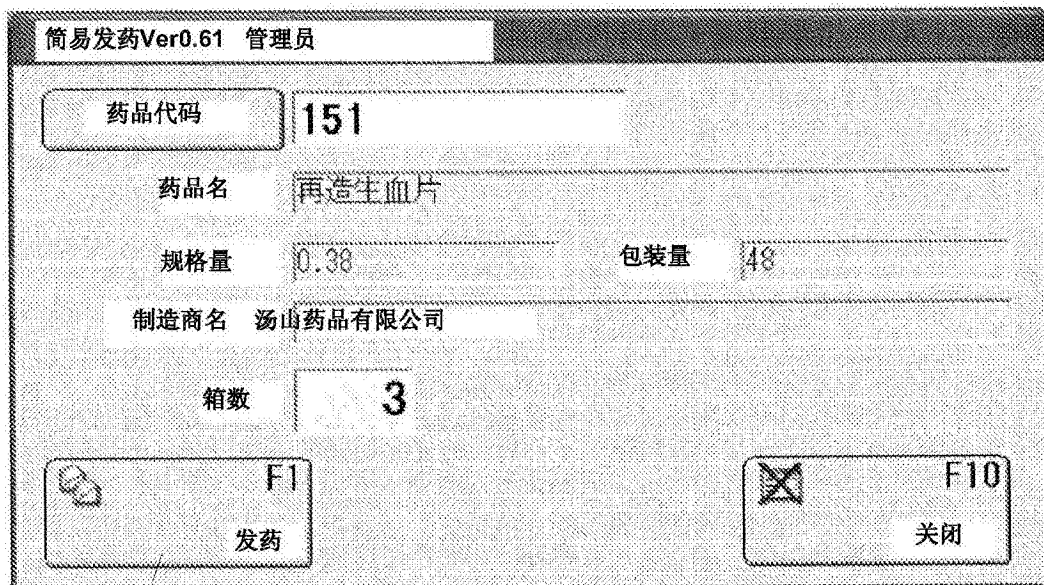 简易发药Ver0.61 管理员
药品代码 151
药品名 再造生血片
规格量 0.38 包装量 48
制造商名 汤山药品有限公司
箱数 3
F1 F10
发药 关闭